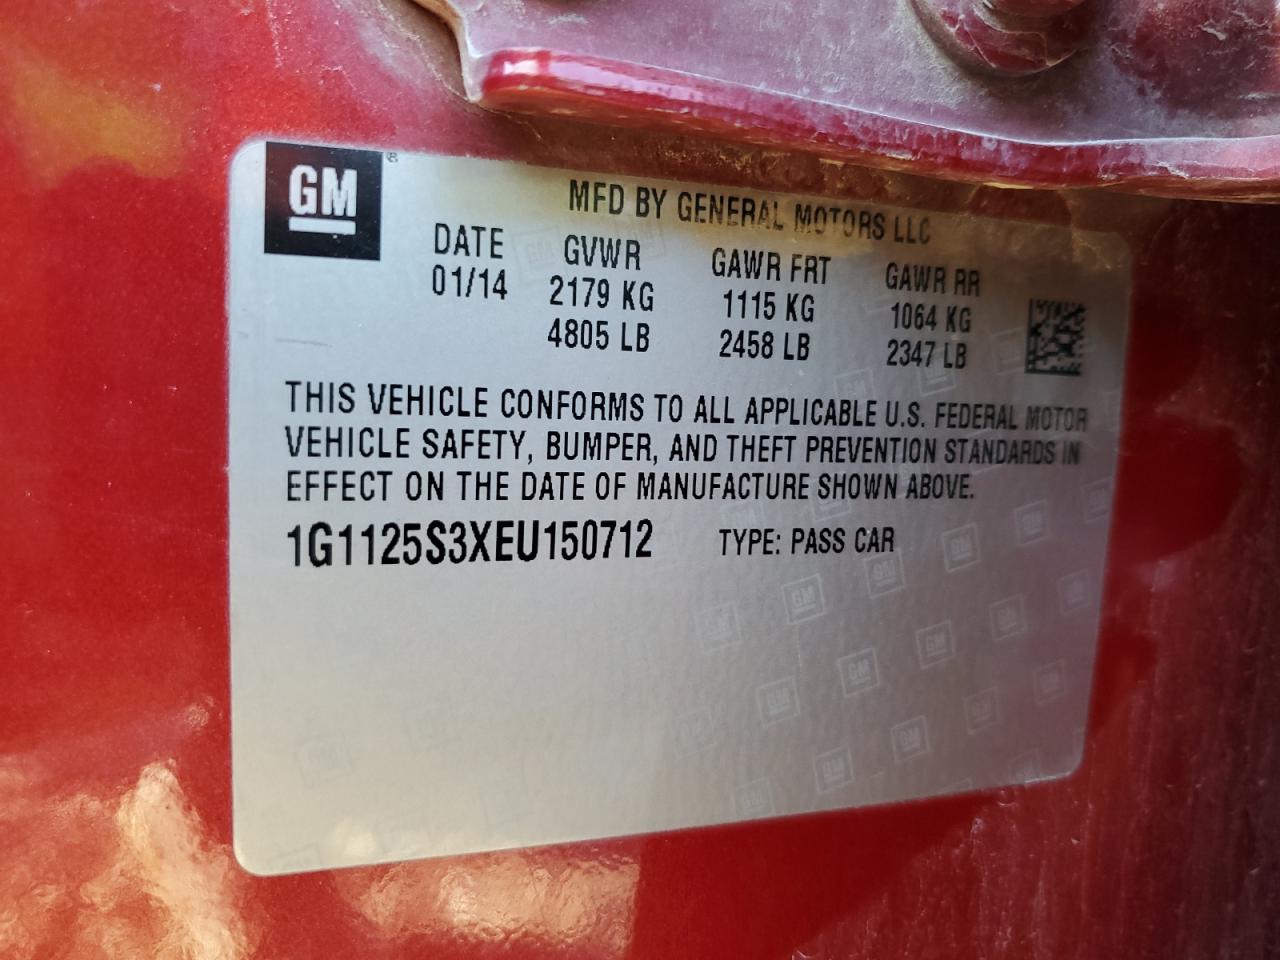 GM®
MFD BY GENERAL MOTORS LLC
DATE GVWR GAWR FRT GAWR RR
01/14 2179 KG 1115 KG 1064 KG
4805 LB 2458 LB 2347 LB
THIS VEHICLE CONFORMS TO ALL APPLICABLE U.S. FEDERAL MOTOR
VEHICLE SAFETY, BUMPER, AND THEFT PREVENTION STANDARDS IN
EFFECT ON THE DATE OF MANUFACTURE SHOWN ABOVE.
1G1125S3XEU150712 TYPE: PASS CAR